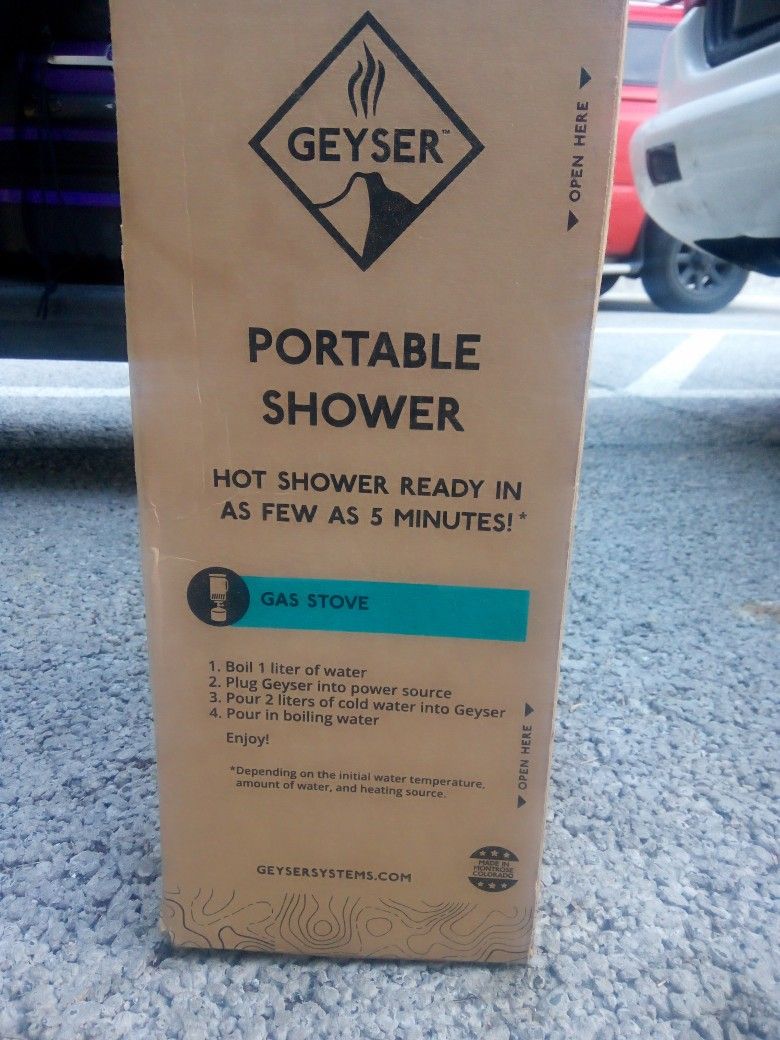 GEYSER™
OPEN HERE
PORTABLE
SHOWER
HOT SHOWER READY IN
AS FEW AS 5 MINUTES!*
GAS STOVE
1. Boil 1 liter of water
2. Plug Geyser into power source
3. Pour 2 liters of cold water into Geyser
4. Pour in boiling water
Enjoy!
OPEN HERE
*Depending on the initial water temperature,
amount of water, and heating source.
GEYSERSYSTEMS.COM
MADE IN
MONTROSE
COLORADO